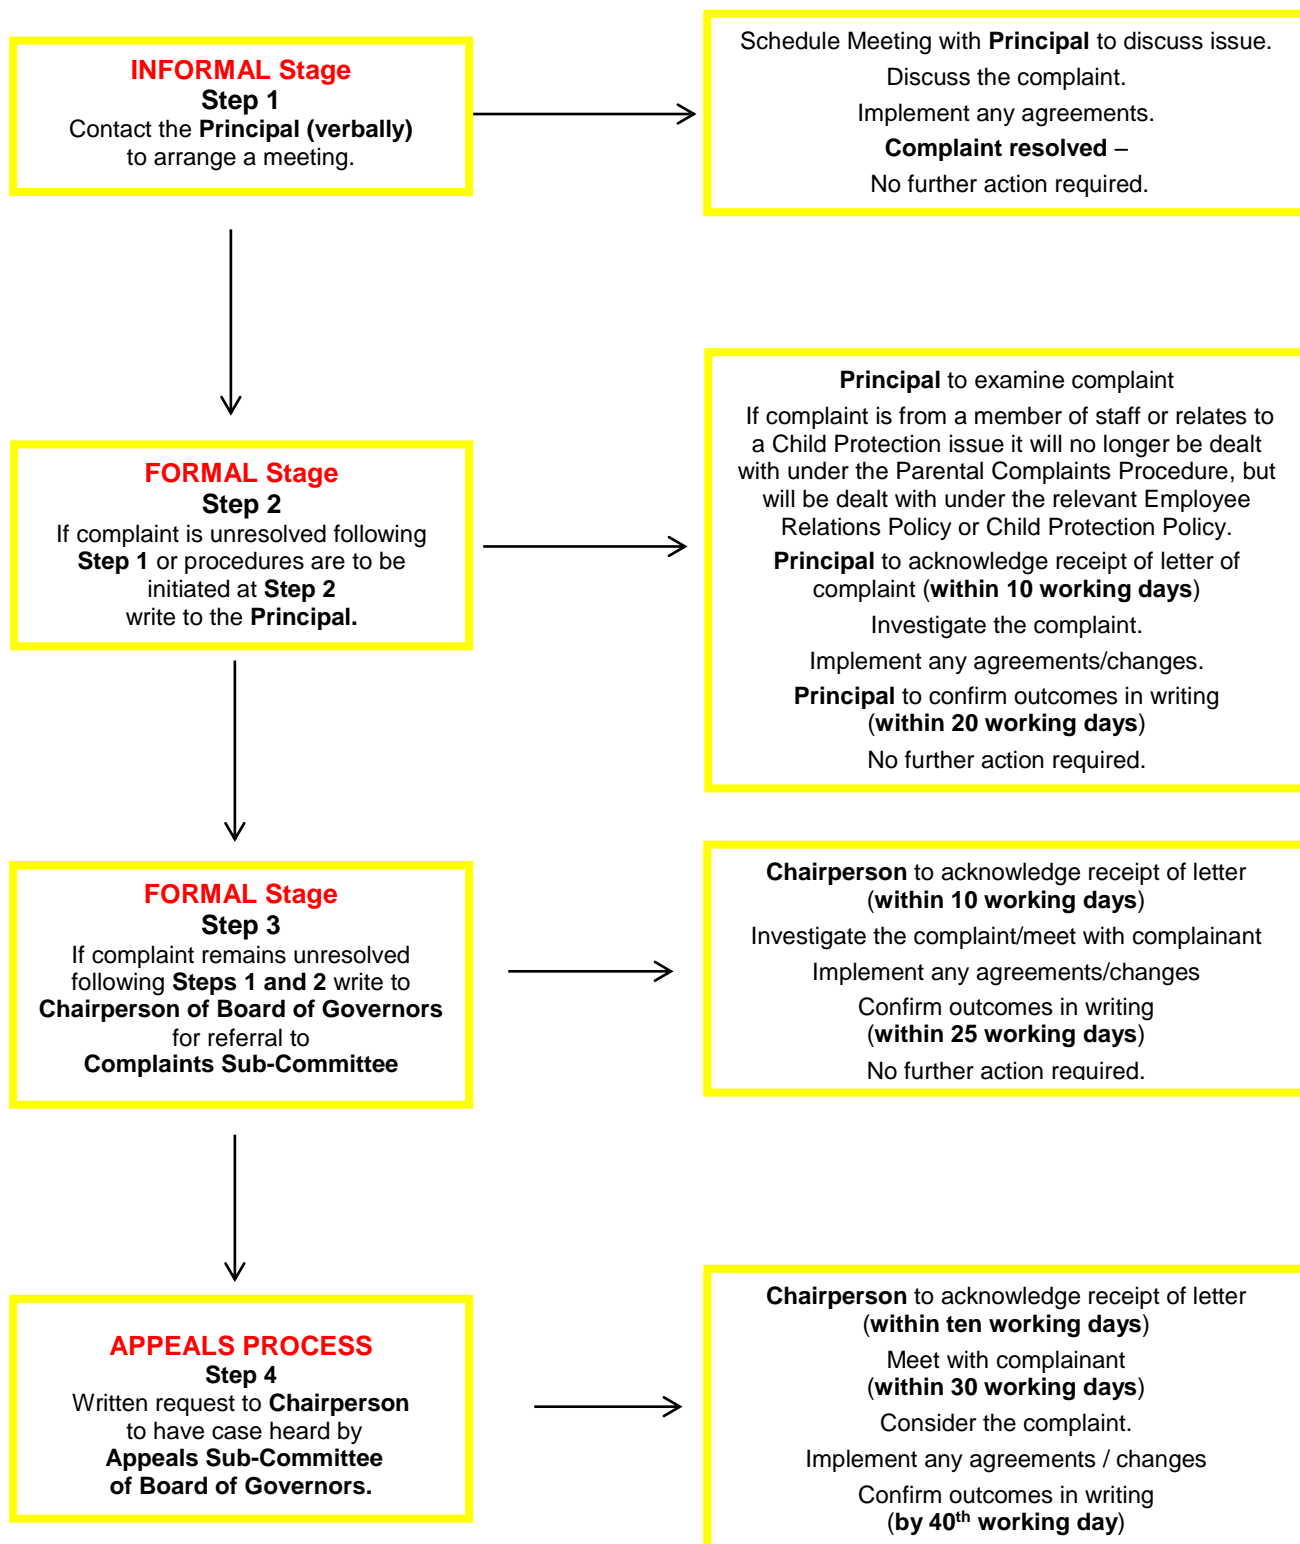 INFORMAL Stage
Step 1
Contact the Principal (verbally)
to arrange a meeting.
Schedule Meeting with Principal to discuss issue.
Discuss the complaint.
Implement any agreements.
Complaint resolved –
No further action required.
FORMAL Stage
Step 2
If complaint is unresolved following
Step 1 or procedures are to be
initiated at Step 2
write to the Principal.
Principal to examine complaint
If complaint is from a member of staff or relates to
a Child Protection issue it will no longer be dealt
with under the Parental Complaints Procedure, but
will be dealt with under the relevant Employee
Relations Policy or Child Protection Policy.
Principal to acknowledge receipt of letter of
complaint (within 10 working days)
Investigate the complaint.
Implement any agreements/changes.
Principal to confirm outcomes in writing
(within 20 working days)
No further action required.
FORMAL Stage
Step 3
If complaint remains unresolved
following Steps 1 and 2 write to
Chairperson of Board of Governors
for referral to
Complaints Sub-Committee
Chairperson to acknowledge receipt of letter
(within 10 working days)
Investigate the complaint/meet with complainant
Implement any agreements/changes
Confirm outcomes in writing
(within 25 working days)
No further action required.
APPEALS PROCESS
Step 4
Written request to Chairperson
to have case heard by
Appeals Sub-Committee
of Board of Governors.
Chairperson to acknowledge receipt of letter
(within ten working days)
Meet with complainant
(within 30 working days)
Consider the complaint.
Implement any agreements / changes
Confirm outcomes in writing
(by 40th working day)